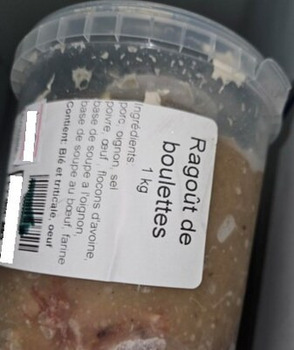 Ragoût de
boulettes
1 kg
Ingrédients:
porc, oignon, sel
poivre, œuf, flocons d'avoine,
base de soupe à l'oignon,
base de soupe au bœuf, farine
Contient: Blé et triticale, oeuf